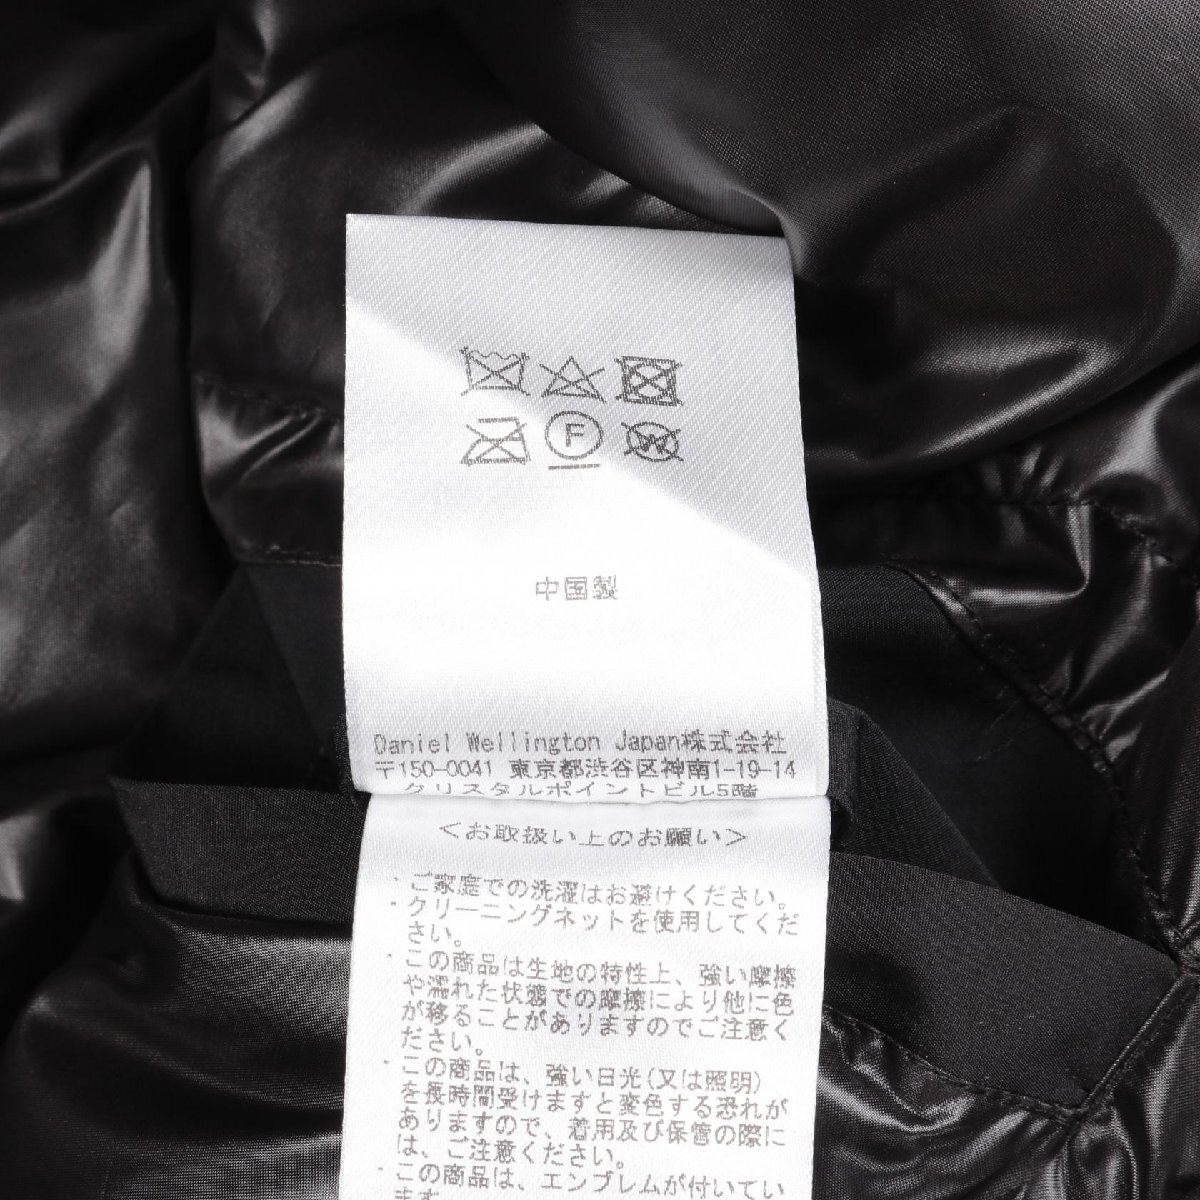 F
W
中国製
Daniel Wellington Japan株式会社
〒150-0041 東京都渋谷区神南1-19-14
クリスタルポイントビル5階
<お取扱い上のお願い>
・ご家庭での洗濯はお避けください。
・クリーニングネットを使用してくだ
さい。
・この商品は生地の特性上、強い摩擦
や濡れた状態での摩擦により他に色
が移ることがありますのでご注意く
ださい。
・この商品は、強い日光(又は照明)
を長時間受けますと変色する恐れが
ありますので、着用及び保管の際に
は、ご注意ください。
・この商品は、エンブレムが付いてい
ます。